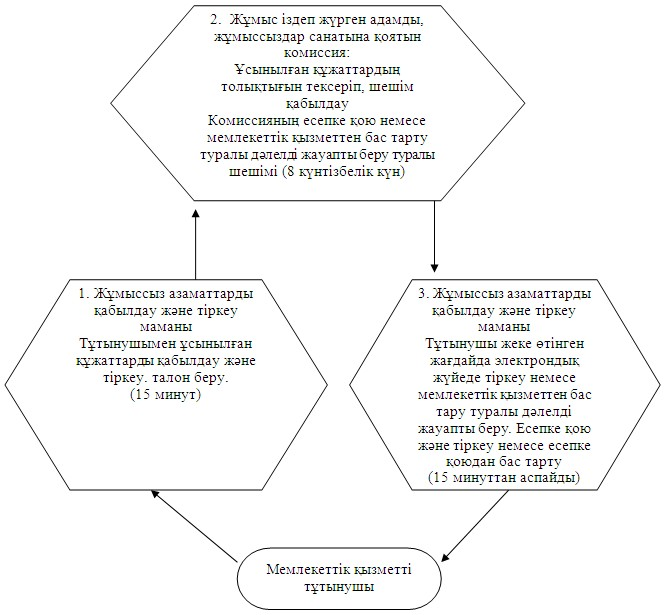 2.  Жұмыс іздеп жүрген адамды,
жұмыссыздар санатына қоятын
комиссия:
Ұсынылған құжаттардың
толықтығын тексеріп, шешім
қабылдау
Комиссияның есепке қою немесе
мемлекеттік қызметтен бас тарту
туралы дәлелді жауапты беру туралы
шешімі (8 күнтізбелік күн)
1. Жұмыссыз азаматтарды
қабылдау және тіркеу
маманы
Тұтынушымен ұсынылған
құжаттарды қабылдау және
тіркеу. талон беру.
(15 минут)
3. Жұмыссыз азаматтарды
қабылдау және тіркеу
маманы
Тұтынушы жеке өтінген
жағдайда электрондық
жүйеде тіркеу немесе
мемлекеттік қызметтен бас
тару туралы дәлелді
жауапты беру. Есепке қою
және тіркеу немесе есепке
қоюдан бас тарту
(15 минуттан аспайды)
Мемлекеттік қызметті
тұтынушы